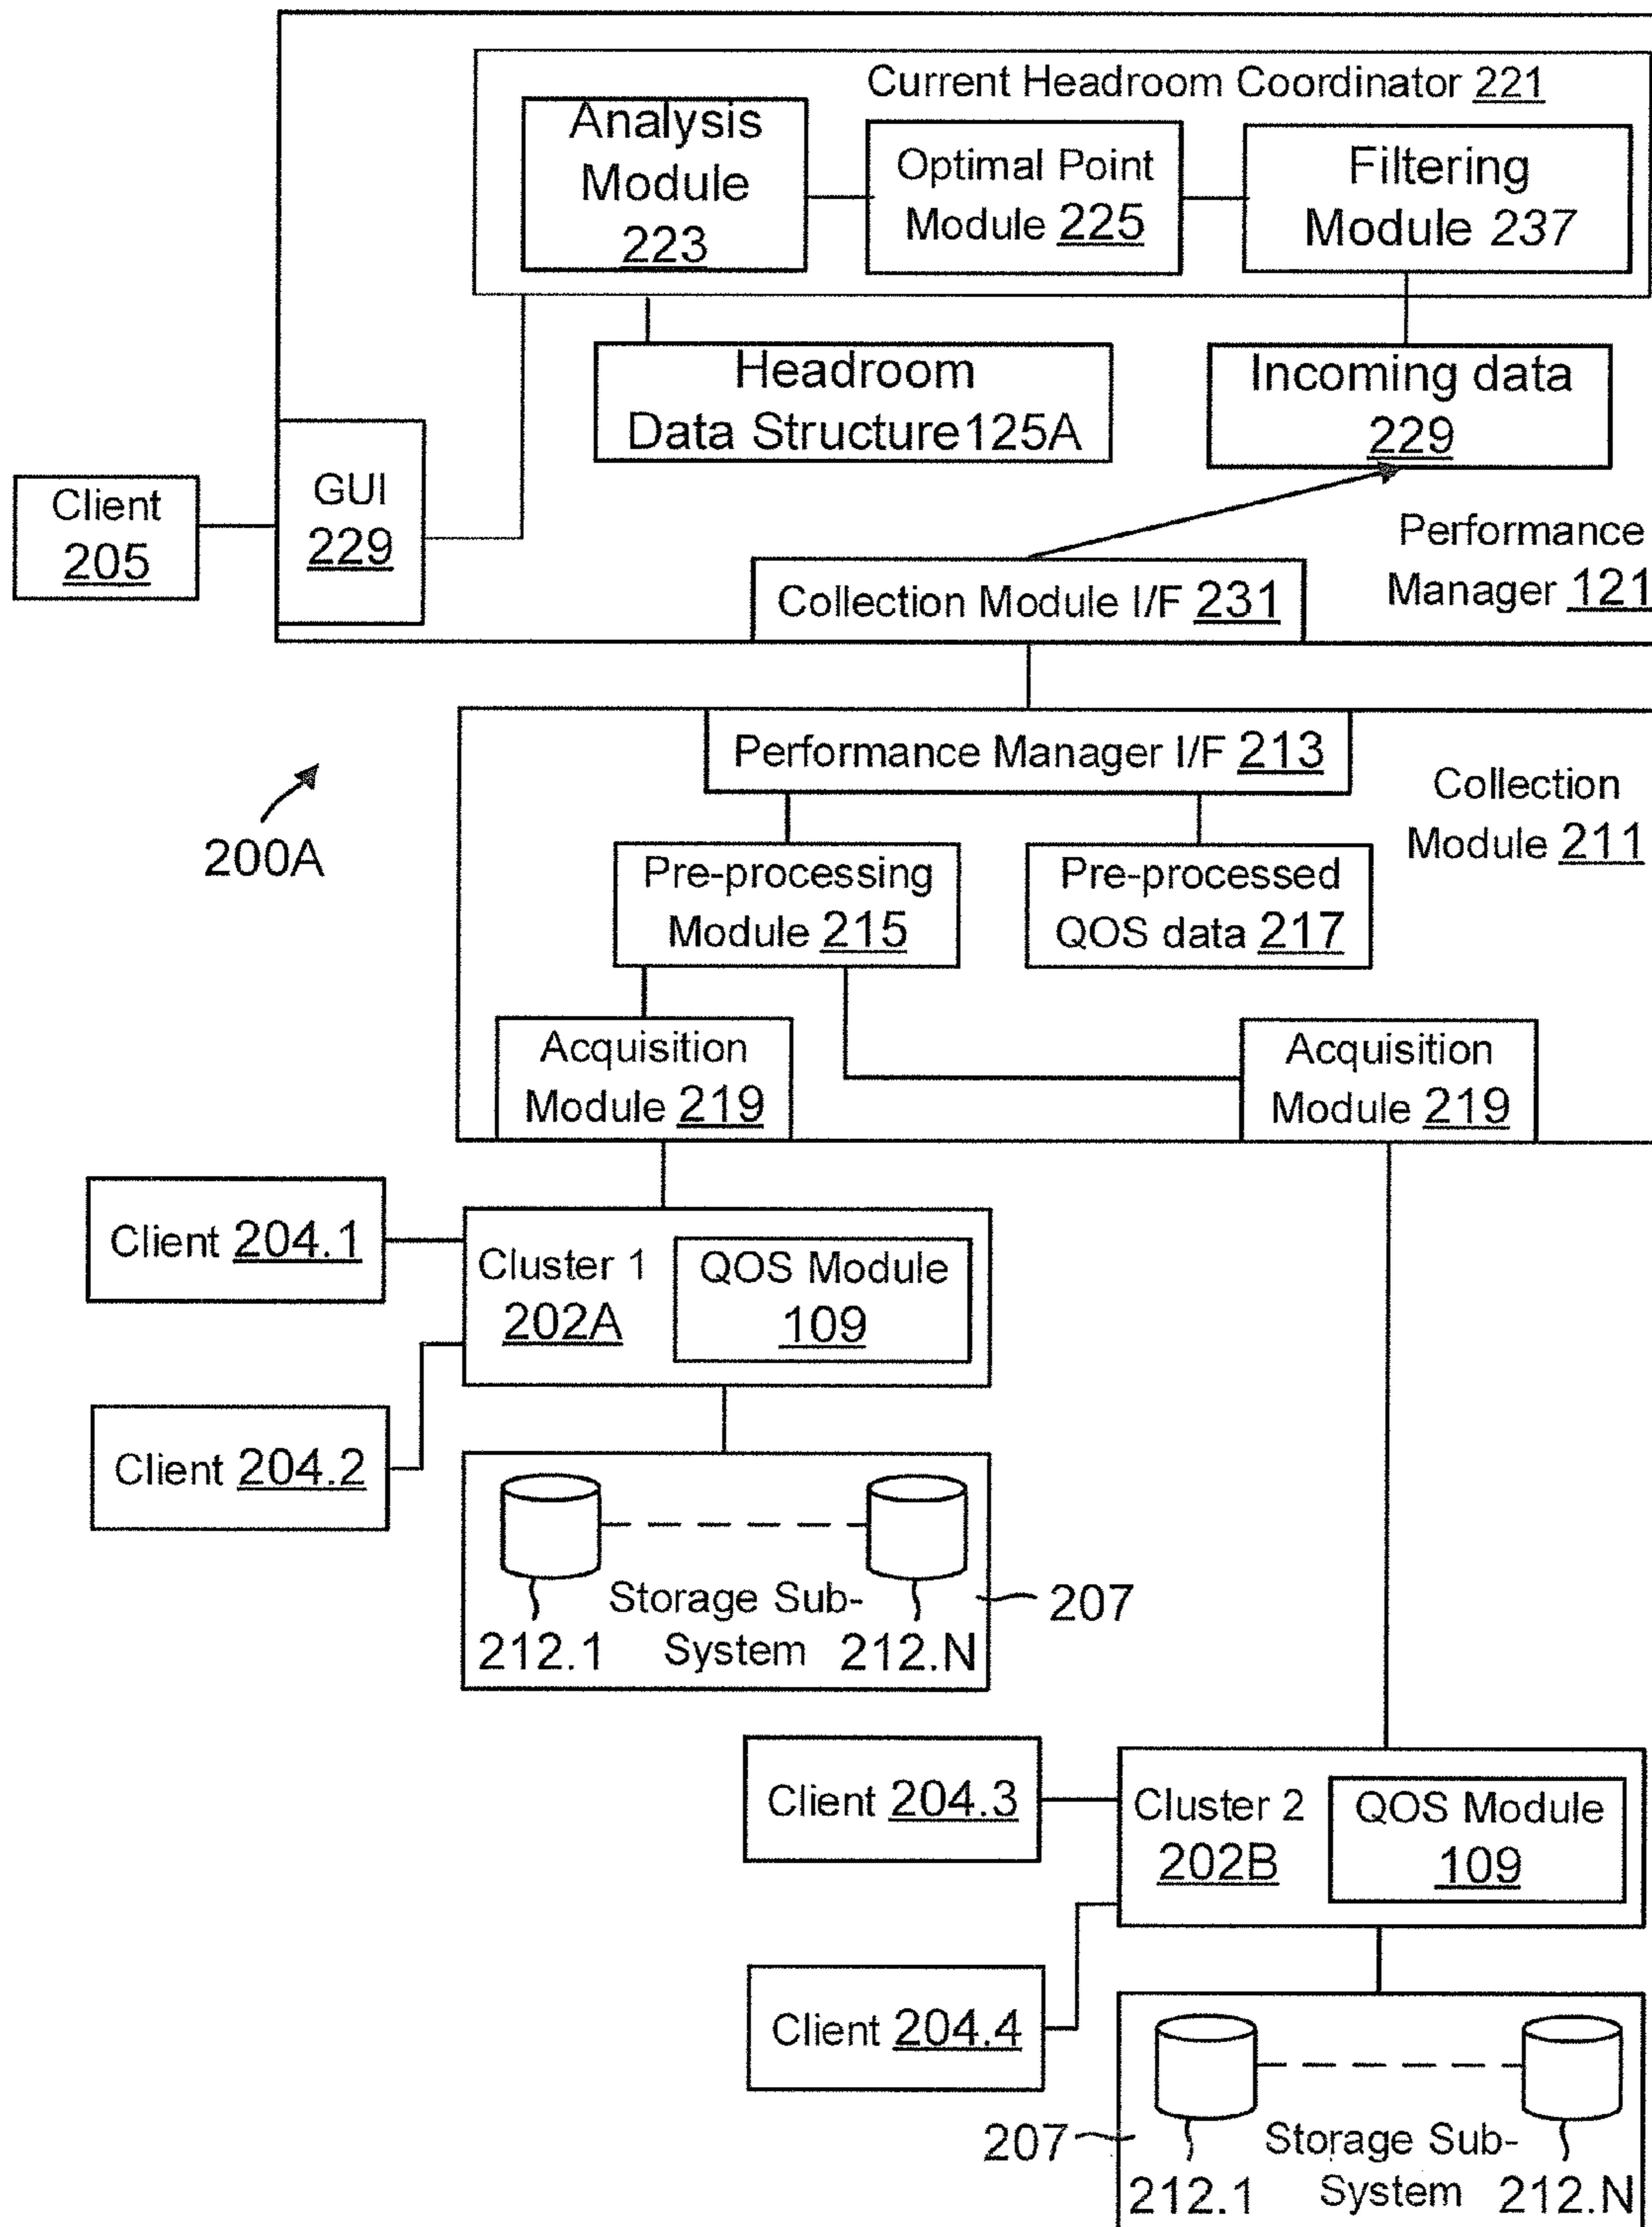 Current Headroom Coordinator 221
Analysis
Module
223
Optimal Point
Module 225
Filtering
Module 237
Headroom
Data Structure125A
Incoming data
229
GUI
229
Client
205
Performance
Manager 121
Collection Module I/F 231
Performance Manager I/F 213
Collection
Module 211
200A
Pre-processing
Module 215
Pre-processed
QOS data 217
Acquisition
Module 219
Acquisition
Module 219
Client 204.1
Cluster 1
202A
QOS Module
109
Client 204.2
Storage Sub-
System
212.1
212.N
207
Client 204.3
Cluster 2
202B
QOS Module
109
Client 204.4
207
Storage Sub-
System
212.1
212.N